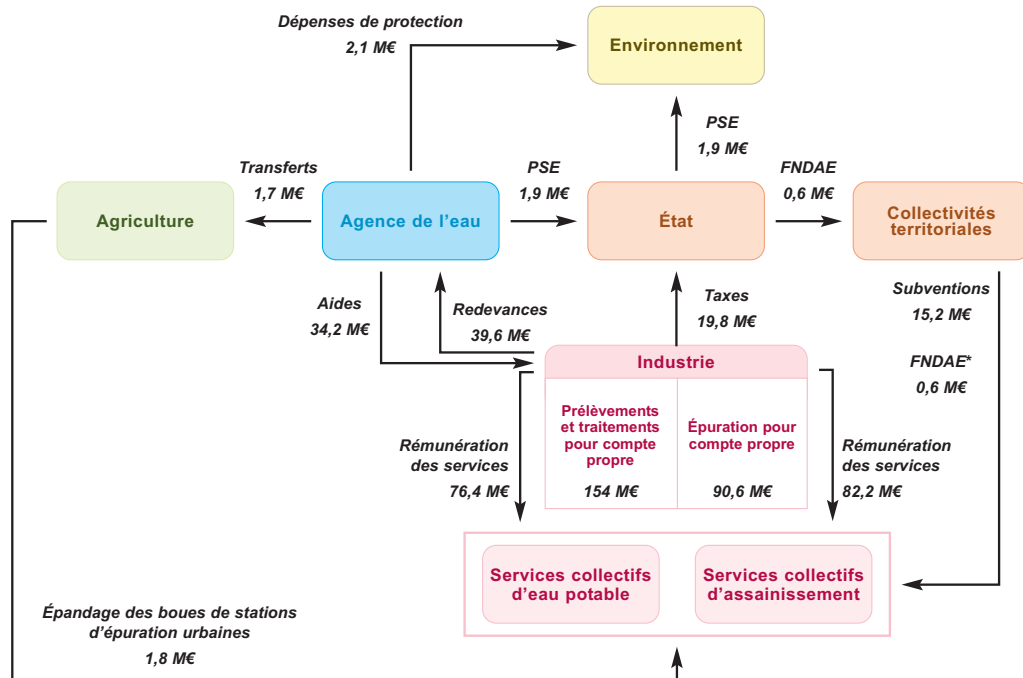 Dépenses de protection
2,1 M€
Environnement
PSE
1,9 M€
Transferts
1,7 M€
PSE
1,9 M€
FNDAE
0,6 M€
Agriculture
Agence de l'eau
État
Collectivités
territoriales
Aides
34,2 M€
Redevances
39,6 M€
Taxes
19,8 M€
Subventions
15,2 M€
FNDAE*
0,6 M€
Industrie
Prélèvements
et traitements
pour compte
propre
154 M€
Épuration pour
compte propre
90,6 M€
Rémunération
des services
76,4 M€
Rémunération
des services
82,2 M€
Services collectifs
d'eau potable
Services collectifs
d'assainissement
Épandage des boues de stations
d'épuration urbaines
1,8 M€